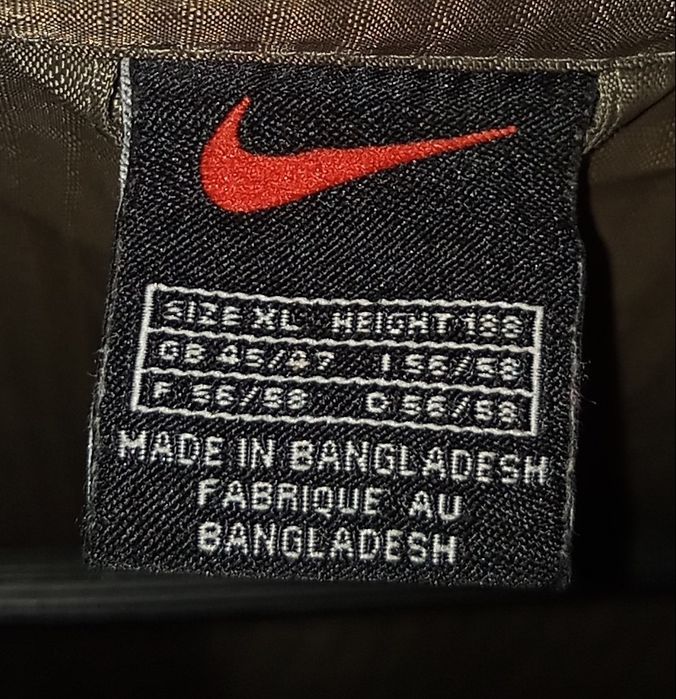 SIZE XL HEIGHT 188
GB 45/47 I 56/58
F 56/58 D 56/58
MADE IN BANGLADESH
FABRIQUE AU
BANGLADESH